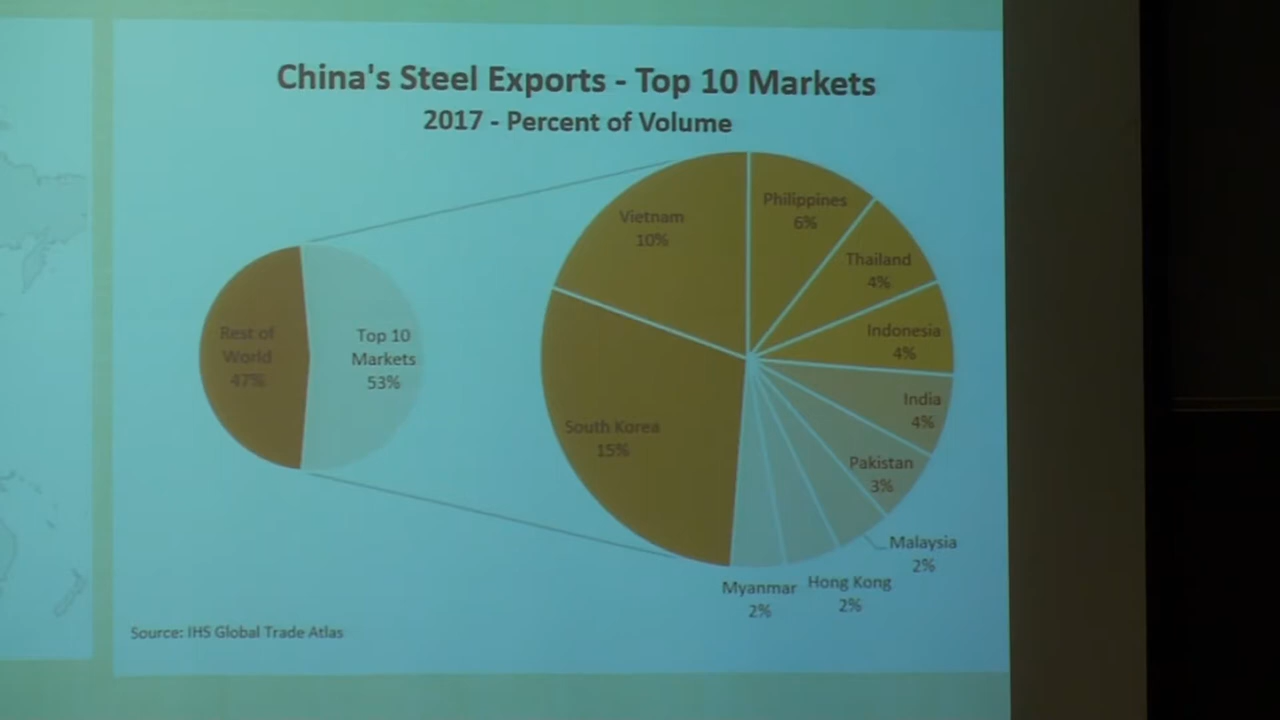 China's Steel Exports - Top 10 Markets
2017 - Percent of Volume
Rest of
World
47%
Top 10
Markets
53%
Vietnam
10%
Philippines
6%
Thailand
4%
Indonesia
4%
India
4%
Pakistan
3%
Malaysia
2%
Hong Kong
2%
Myanmar
2%
South Korea
15%
Source: IHS Global Trade Atlas